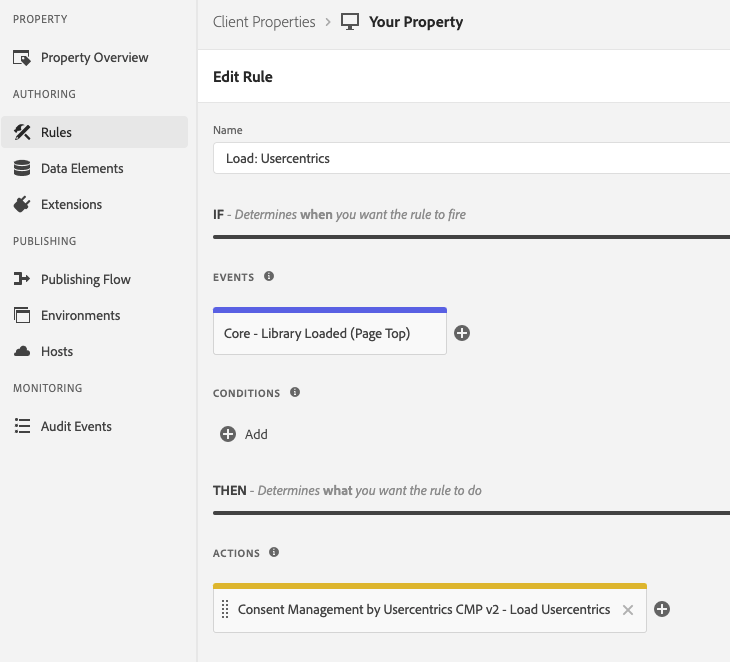 PROPERTY
Property Overview
AUTHORING
Rules
Data Elements
Extensions
PUBLISHING
Publishing Flow
Environments
Hosts
MONITORING
Audit Events
Client Properties > Your Property
Edit Rule
Name
Load: Usercentrics
IF - Determines when you want the rule to fire
EVENTS
Core - Library Loaded (Page Top)
CONDITIONS
Add
THEN - Determines what you want the rule to do
ACTIONS
Consent Management by Usercentrics CMP v2 - Load Usercentrics